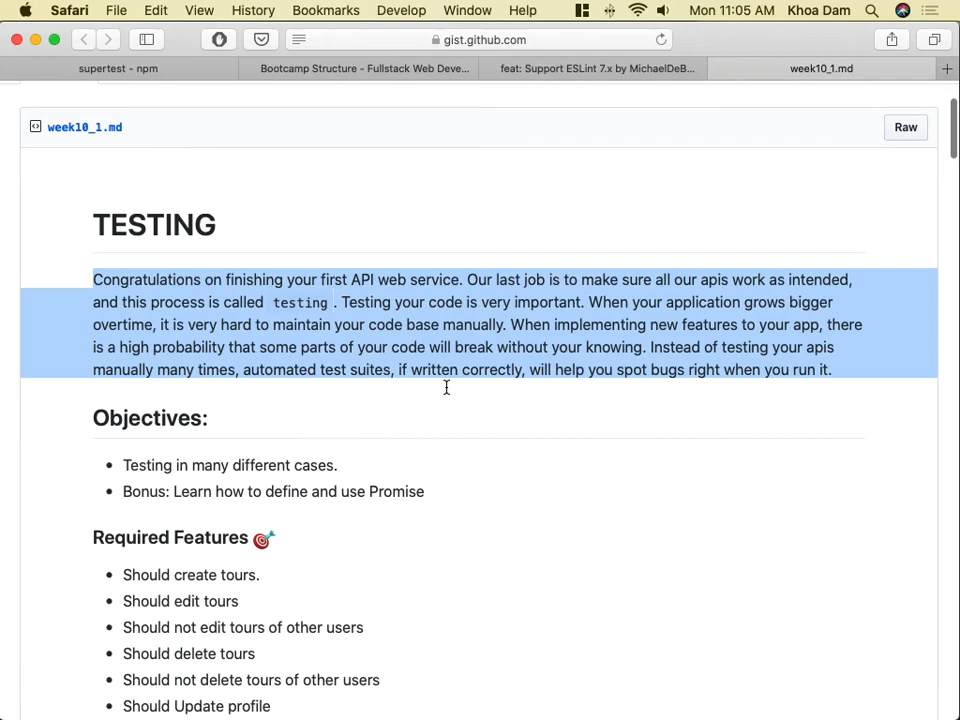 Safari File Edit View History Bookmarks Develop Window Help Mon 11:05 AM Khoa Dam
gist.github.com
supertest - npm
Bootcamp Structure - Fullstack Web Deve...
feat: Support ESLint 7.x by MichaelDeB...
week10_1.md
week10_1.md
Raw
TESTING
Congratulations on finishing your first API web service. Our last job is to make sure all our apis work as intended,
and this process is called testing . Testing your code is very important. When your application grows bigger
overtime, it is very hard to maintain your code base manually. When implementing new features to your app, there
is a high probability that some parts of your code will break without your knowing. Instead of testing your apis
manually many times, automated test suites, if written correctly, will help you spot bugs right when you run it.
Objectives:
Testing in many different cases.
Bonus: Learn how to define and use Promise
Required Features
Should create tours.
Should edit tours
Should not edit tours of other users
Should delete tours
Should not delete tours of other users
Should Update profile